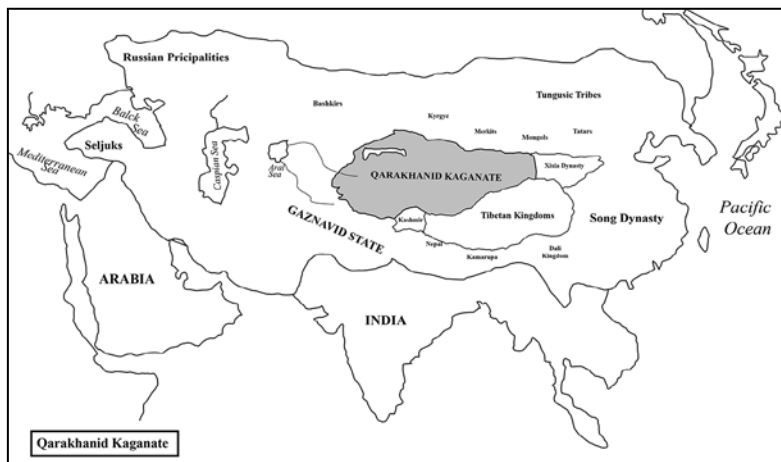 Russian Pricipalities
Tungusic Tribes
Bashkirs
Balck
Sea
Kyrgyz
Merkits
Mongols
Tatars
Seljuks
Mediterranean
Sea
Caspian Sea
Aral
Sea
QARAKHANID KAGANATE
Xixia Dynasty
GAZNAVID STATE
Kashmir
Tibetan Kingdoms
Song Dynasty
Pacific
Ocean
Nepal
Kamarupa
Dali
Kingdom
ARABIA
INDIA
Qarakhanid Kaganate